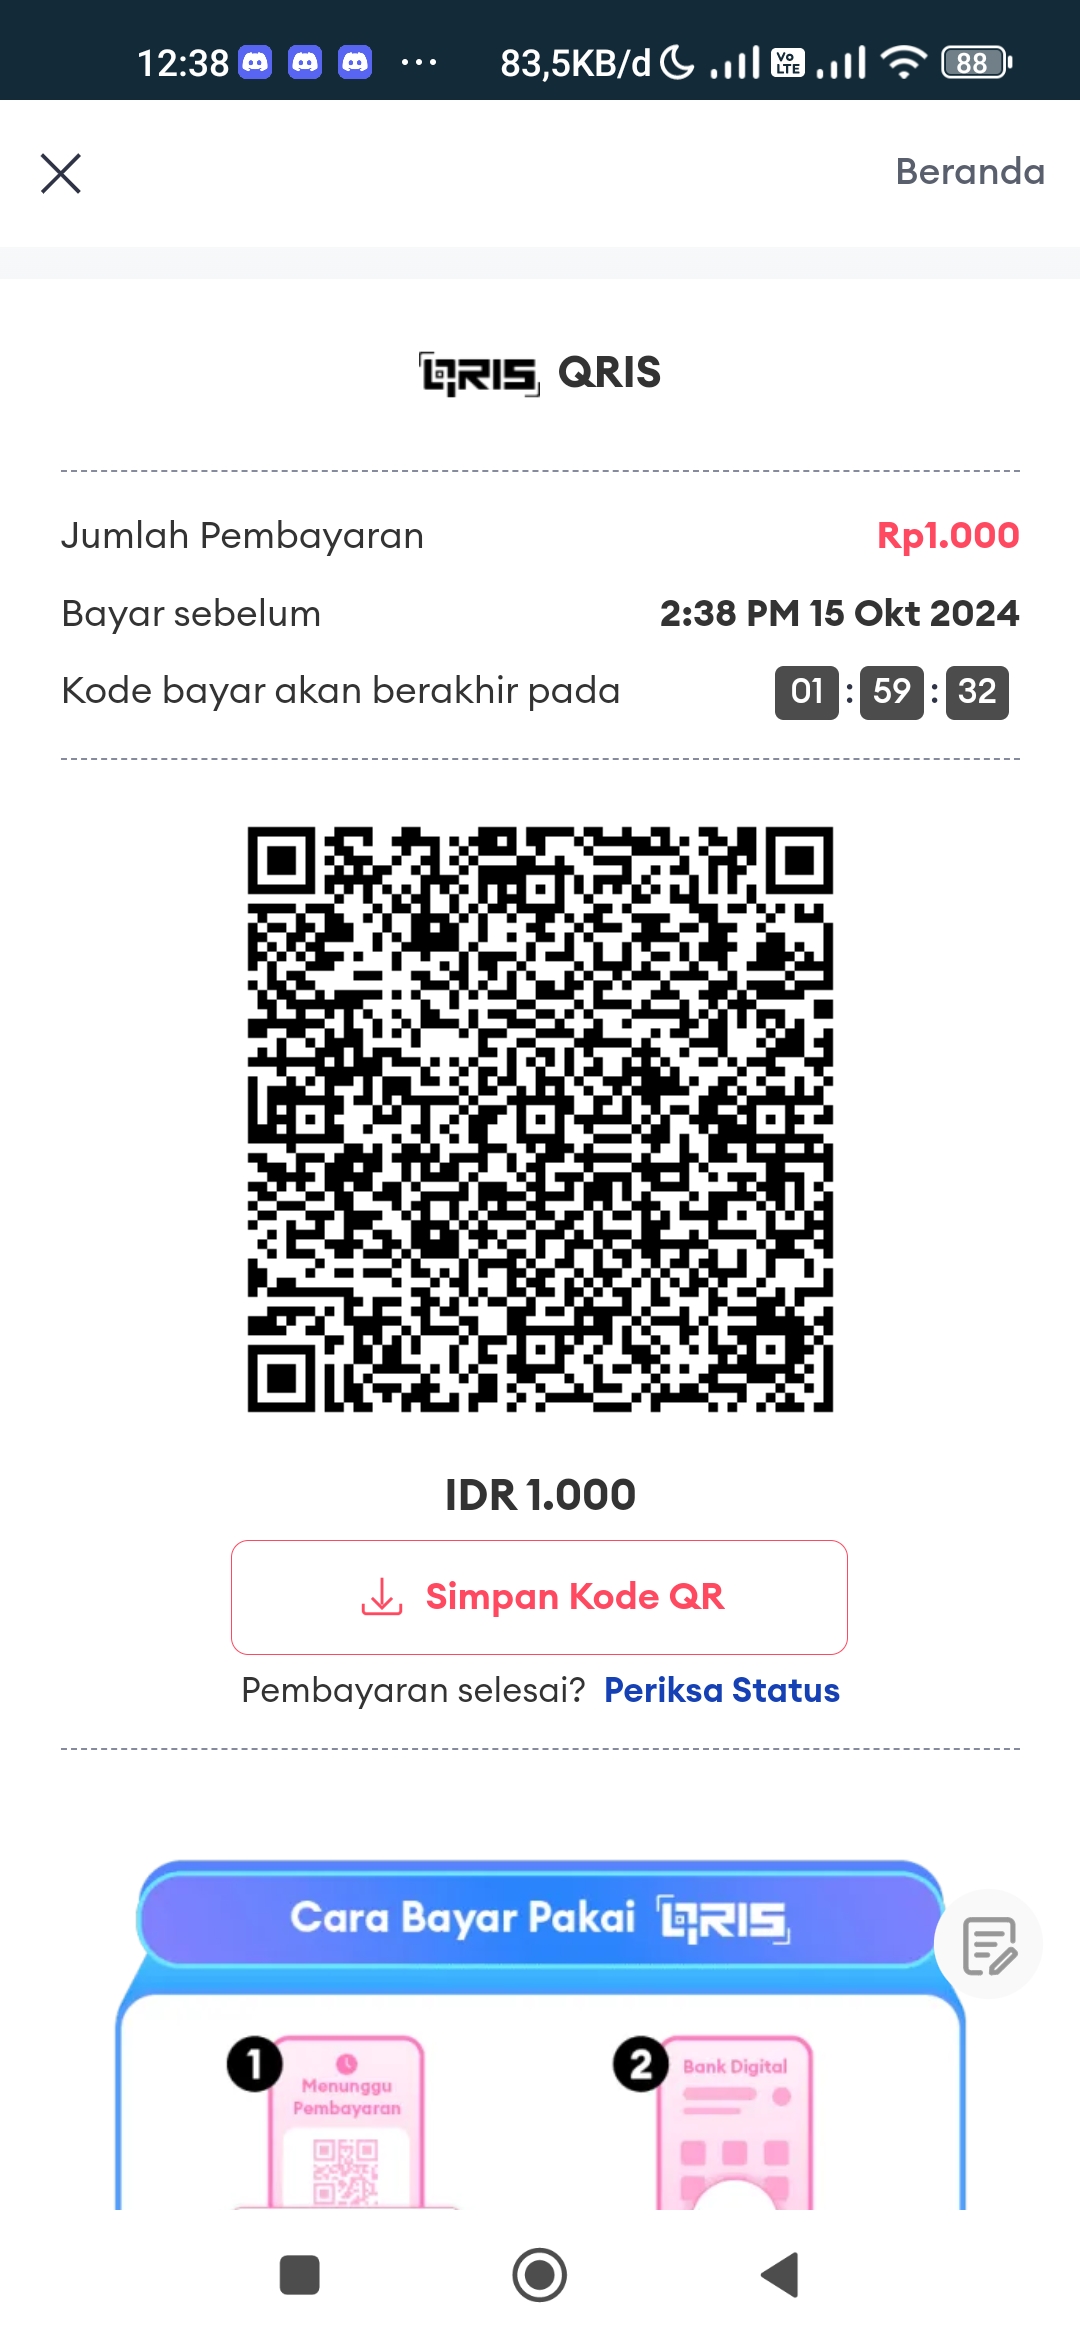 12:38 ... 83,5KB/d Vo LTE 88
Beranda
QRIS QRIS
Jumlah Pembayaran Rp1.000
Bayar sebelum 2:38 PM 15 Okt 2024
Kode bayar akan berakhir pada 01 : 59 : 32
IDR 1.000
Simpan Kode QR
Pembayaran selesai? Periksa Status
Cara Bayar Pakai QRIS
1 Menunggu Pembayaran
2 Bank Digital